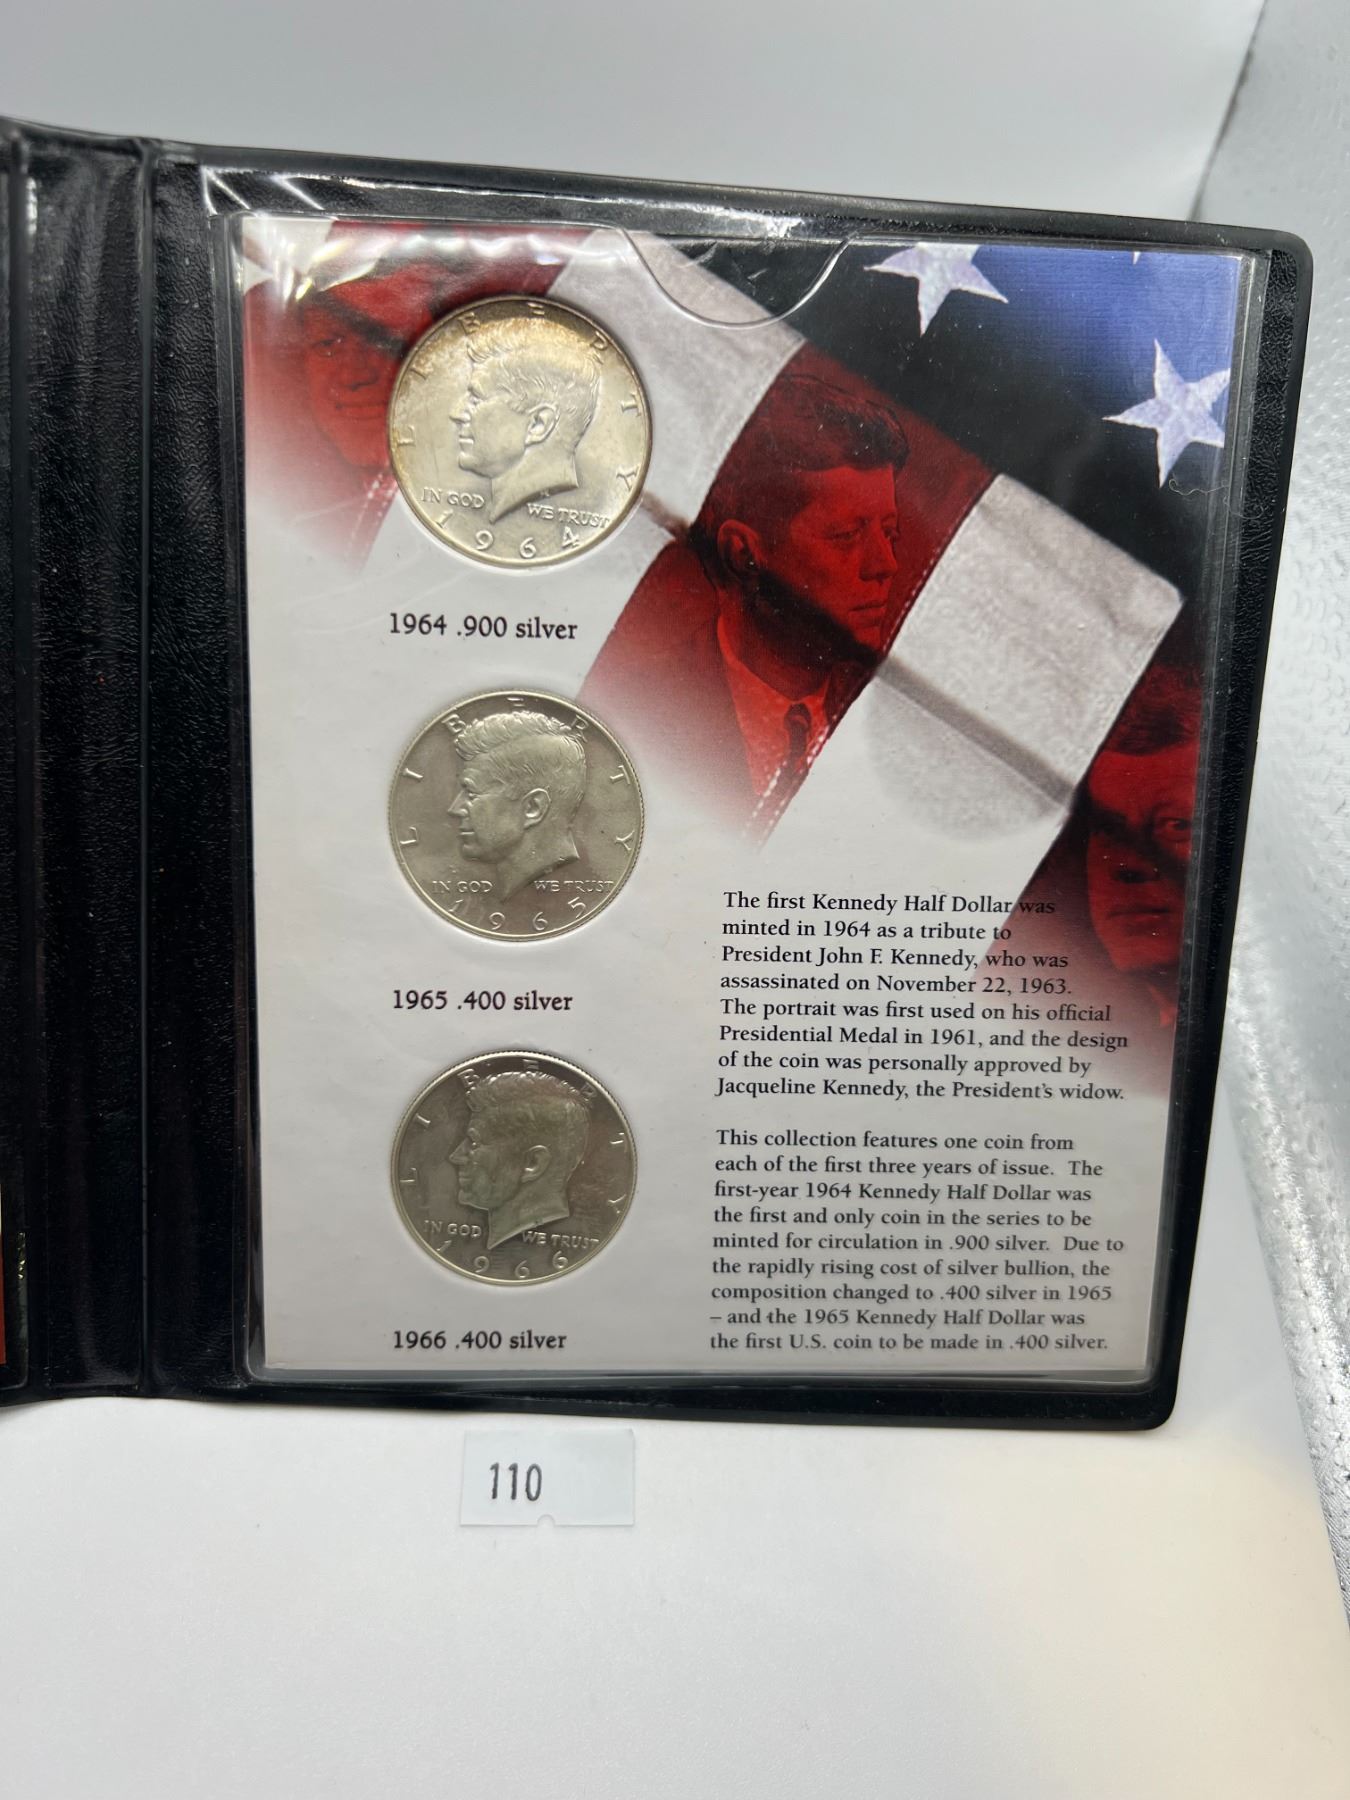 LIBERTY
IN GOD WE TRUST
1964
1964 .900 silver
LIBERTY
IN GOD WE TRUST
1965
1965 .400 silver
LIBERTY
IN GOD WE TRUST
1966
1966 .400 silver
The first Kennedy Half Dollar was
minted in 1964 as a tribute to
President John F. Kennedy, who was
assassinated on November 22, 1963.
The portrait was first used on his official
Presidential Medal in 1961, and the design
of the coin was personally approved by
Jacqueline Kennedy, the President's widow.
This collection features one coin from
each of the first three years of issue. The
first-year 1964 Kennedy Half Dollar was
the first and only coin in the series to be
minted for circulation in .900 silver. Due to
the rapidly rising cost of silver bullion, the
composition changed to .400 silver in 1965
– and the 1965 Kennedy Half Dollar was
the first U.S. coin to be made in .400 silver.
110